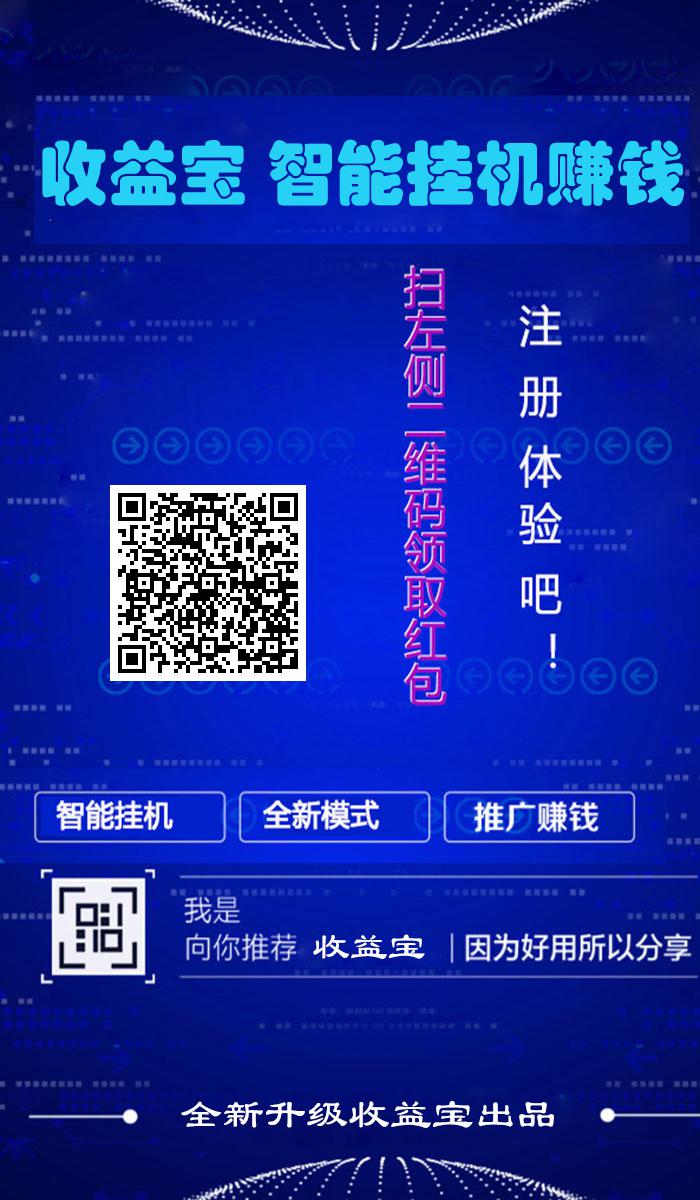 收益宝 智能挂机赚钱
扫左侧二维码领取红包
注册体验吧！
智能挂机
全新模式
推广赚钱
我是
向你推荐 收益宝 | 因为好用所以分享
全新升级收益宝出品